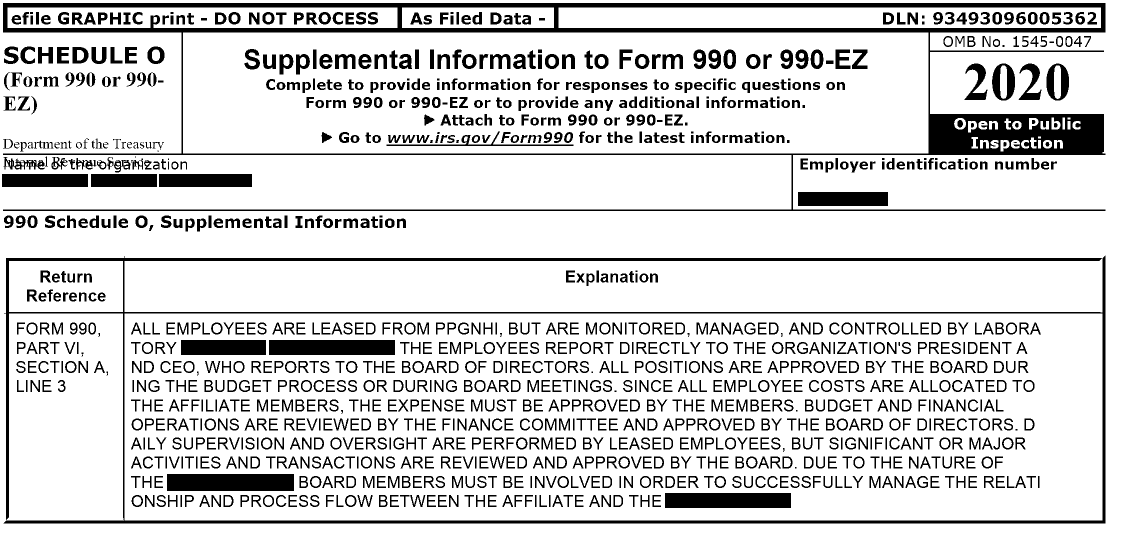 efile GRAPHIC print - DO NOT PROCESS As Filed Data - DLN: 93493096005362
SCHEDULE O
(Form 990 or 990-
EZ)
Department of the Treasury
Internal Revenue Service
Supplemental Information to Form 990 or 990-EZ
Complete to provide information for responses to specific questions on
Form 990 or 990-EZ or to provide any additional information.
▶ Attach to Form 990 or 990-EZ.
▶ Go to www.irs.gov/Form990 for the latest information.
OMB No. 1545-0047
2020
Open to Public
Inspection
Name of the organization
Employer identification number
990 Schedule O, Supplemental Information
Return
Reference
Explanation
FORM 990,
PART VI,
SECTION A,
LINE 3
ALL EMPLOYEES ARE LEASED FROM PPGNHI, BUT ARE MONITORED, MANAGED, AND CONTROLLED BY LABORA
TORY THE EMPLOYEES REPORT DIRECTLY TO THE ORGANIZATION'S PRESIDENT A
ND CEO, WHO REPORTS TO THE BOARD OF DIRECTORS. ALL POSITIONS ARE APPROVED BY THE BOARD DUR
ING THE BUDGET PROCESS OR DURING BOARD MEETINGS. SINCE ALL EMPLOYEE COSTS ARE ALLOCATED TO
THE AFFILIATE MEMBERS, THE EXPENSE MUST BE APPROVED BY THE MEMBERS. BUDGET AND FINANCIAL
OPERATIONS ARE REVIEWED BY THE FINANCE COMMITTEE AND APPROVED BY THE BOARD OF DIRECTORS. D
AILY SUPERVISION AND OVERSIGHT ARE PERFORMED BY LEASED EMPLOYEES, BUT SIGNIFICANT OR MAJOR
ACTIVITIES AND TRANSACTIONS ARE REVIEWED AND APPROVED BY THE BOARD. DUE TO THE NATURE OF
THE BOARD MEMBERS MUST BE INVOLVED IN ORDER TO SUCCESSFULLY MANAGE THE RELATI
ONSHIP AND PROCESS FLOW BETWEEN THE AFFILIATE AND THE